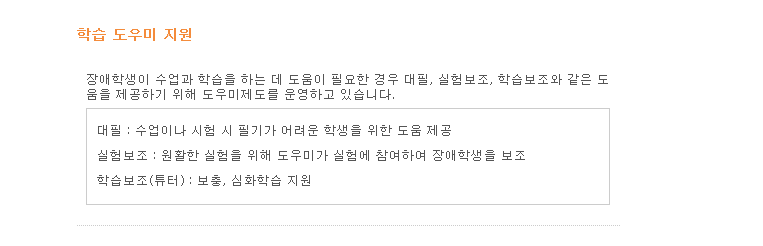 학습 도우미 지원
장애학생이 수업과 학습을 하는 데 도움이 필요한 경우 대필, 실험보조, 학습보조와 같은 도
움을 제공하기 위해 도우미제도를 운영하고 있습니다.
대필 : 수업이나 시험 시 필기가 어려운 학생을 위한 도움 제공
실험보조 : 원활한 실험을 위해 도우미가 실험에 참여하여 장애학생을 보조
학습보조(튜터) : 보충, 심화학습 지원